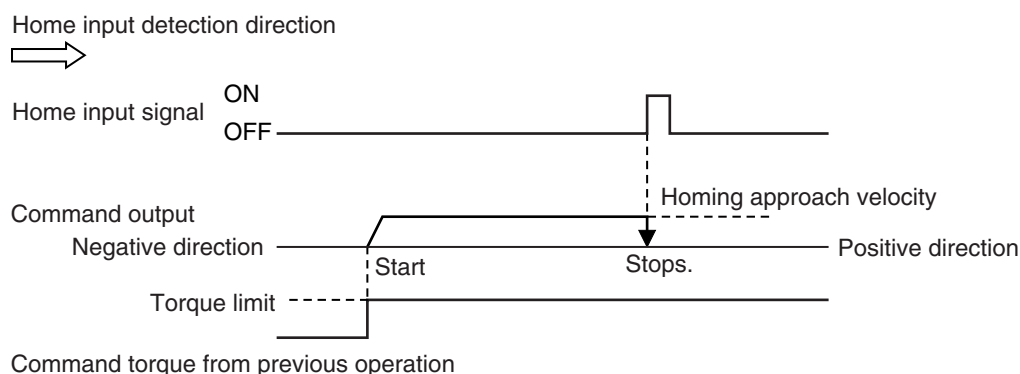 Home input detection direction
Home input signal
ON
OFF
Homing approach velocity
Command output
Negative direction
Positive direction
Start
Stops.
Torque limit
Command torque from previous operation